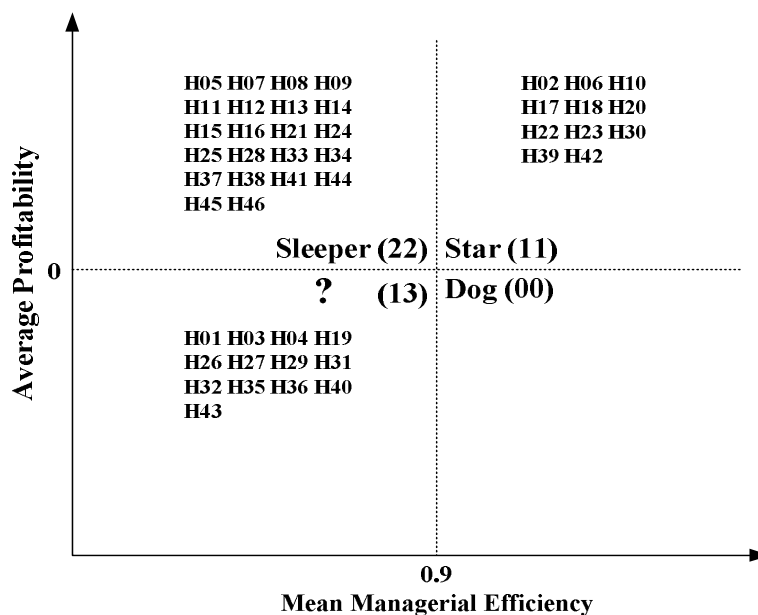 H05 H07 H08 H09
H11 H12 H13 H14
H15 H16 H21 H24
H25 H28 H33 H34
H37 H38 H41 H44
H45 H46
H02 H06 H10
H17 H18 H20
H22 H23 H30
H39 H42
Sleeper (22)
Star (11)
0
? (13)
Dog (00)
H01 H03 H04 H19
H26 H27 H29 H31
H32 H35 H36 H40
H43
Average Profitability
0.9
Mean Managerial Efficiency